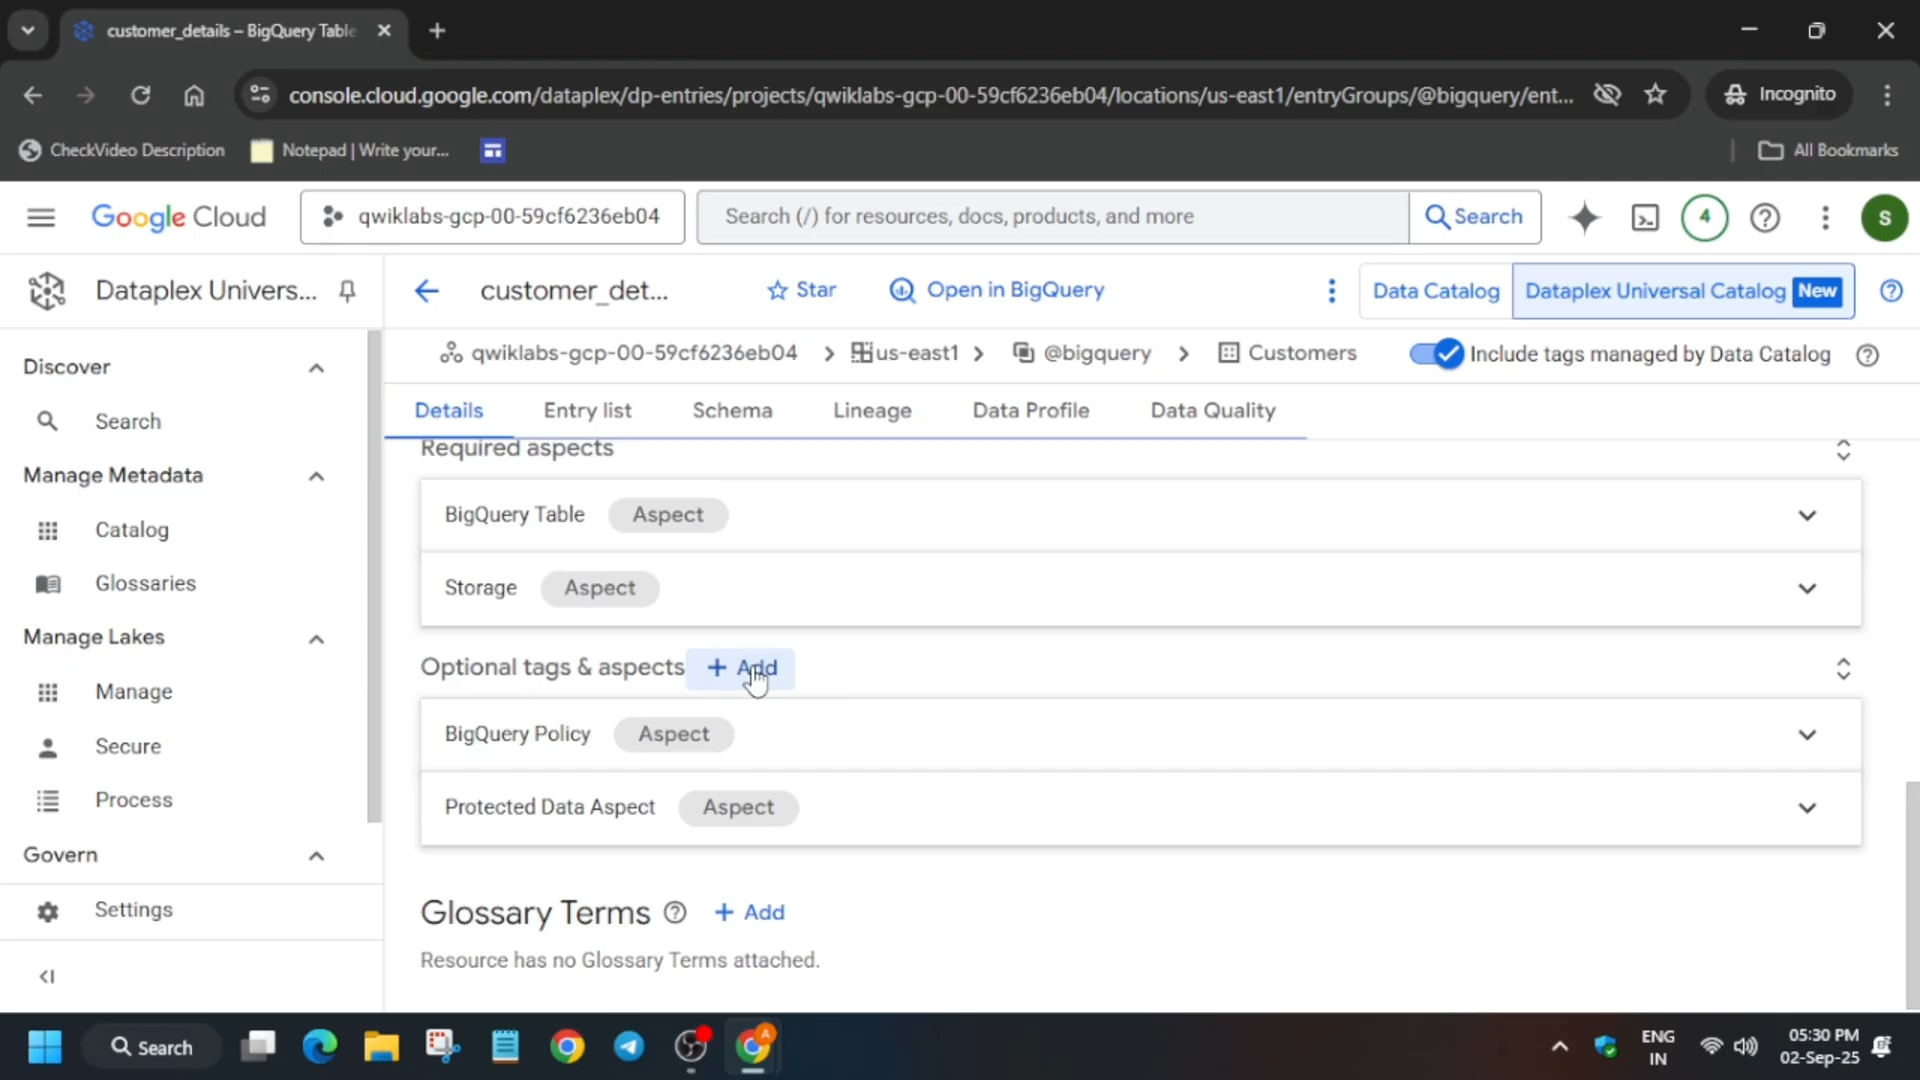 customer_details – BigQuery Table
console.cloud.google.com/dataplex/dp-entries/projects/qwiklabs-gcp-00-59cf6236eb04/locations/us-east1/entryGroups/@bigquery/ent...
Incognito
CheckVideo Description
Notepad | Write your...
All Bookmarks
Google Cloud
qwiklabs-gcp-00-59cf6236eb04
Search (/) for resources, docs, products, and more
Search
4
S
Dataplex Univers...
customer_det...
Star
Open in BigQuery
Data Catalog
Dataplex Universal Catalog New
qwiklabs-gcp-00-59cf6236eb04 > us-east1 > @bigquery > Customers
Include tags managed by Data Catalog
Discover
Search
Manage Metadata
Catalog
Glossaries
Manage Lakes
Manage
Secure
Process
Govern
Settings
Details
Entry list
Schema
Lineage
Data Profile
Data Quality
Required aspects
BigQuery Table Aspect
Storage Aspect
Optional tags & aspects + Add
BigQuery Policy Aspect
Protected Data Aspect Aspect
Glossary Terms + Add
Resource has no Glossary Terms attached.
Search
A
ENG
IN
05:30 PM
02-Sep-25